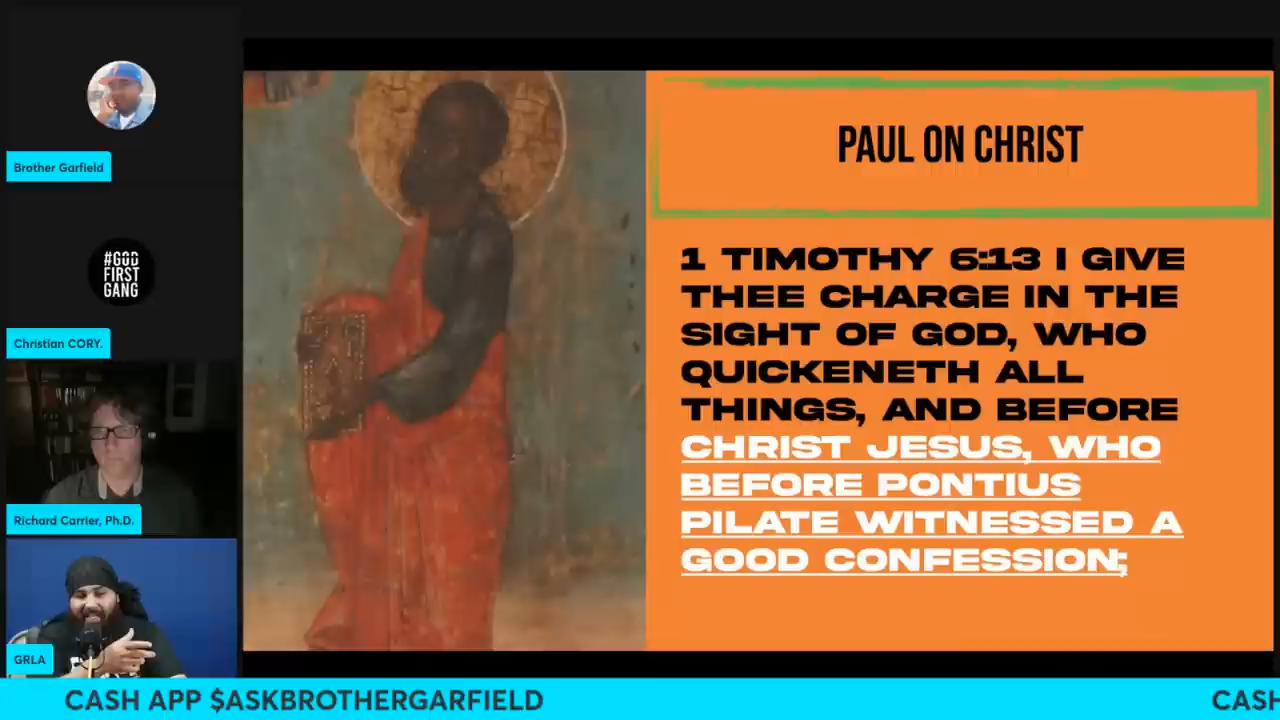 Brother Garfield
#GOD
FIRST
GANG
Christian CORY.
Richard Carrier, Ph.D.
GRLA
PAUL ON CHRIST
1 TIMOTHY 6:13 I GIVE
THEE CHARGE IN THE
SIGHT OF GOD, WHO
QUICKENETH ALL
THINGS, AND BEFORE
CHRIST JESUS, WHO
BEFORE PONTIUS
PILATE WITNESSED A
GOOD CONFESSION;
CASH APP $ASKBROTHERGARFIELD
CASH